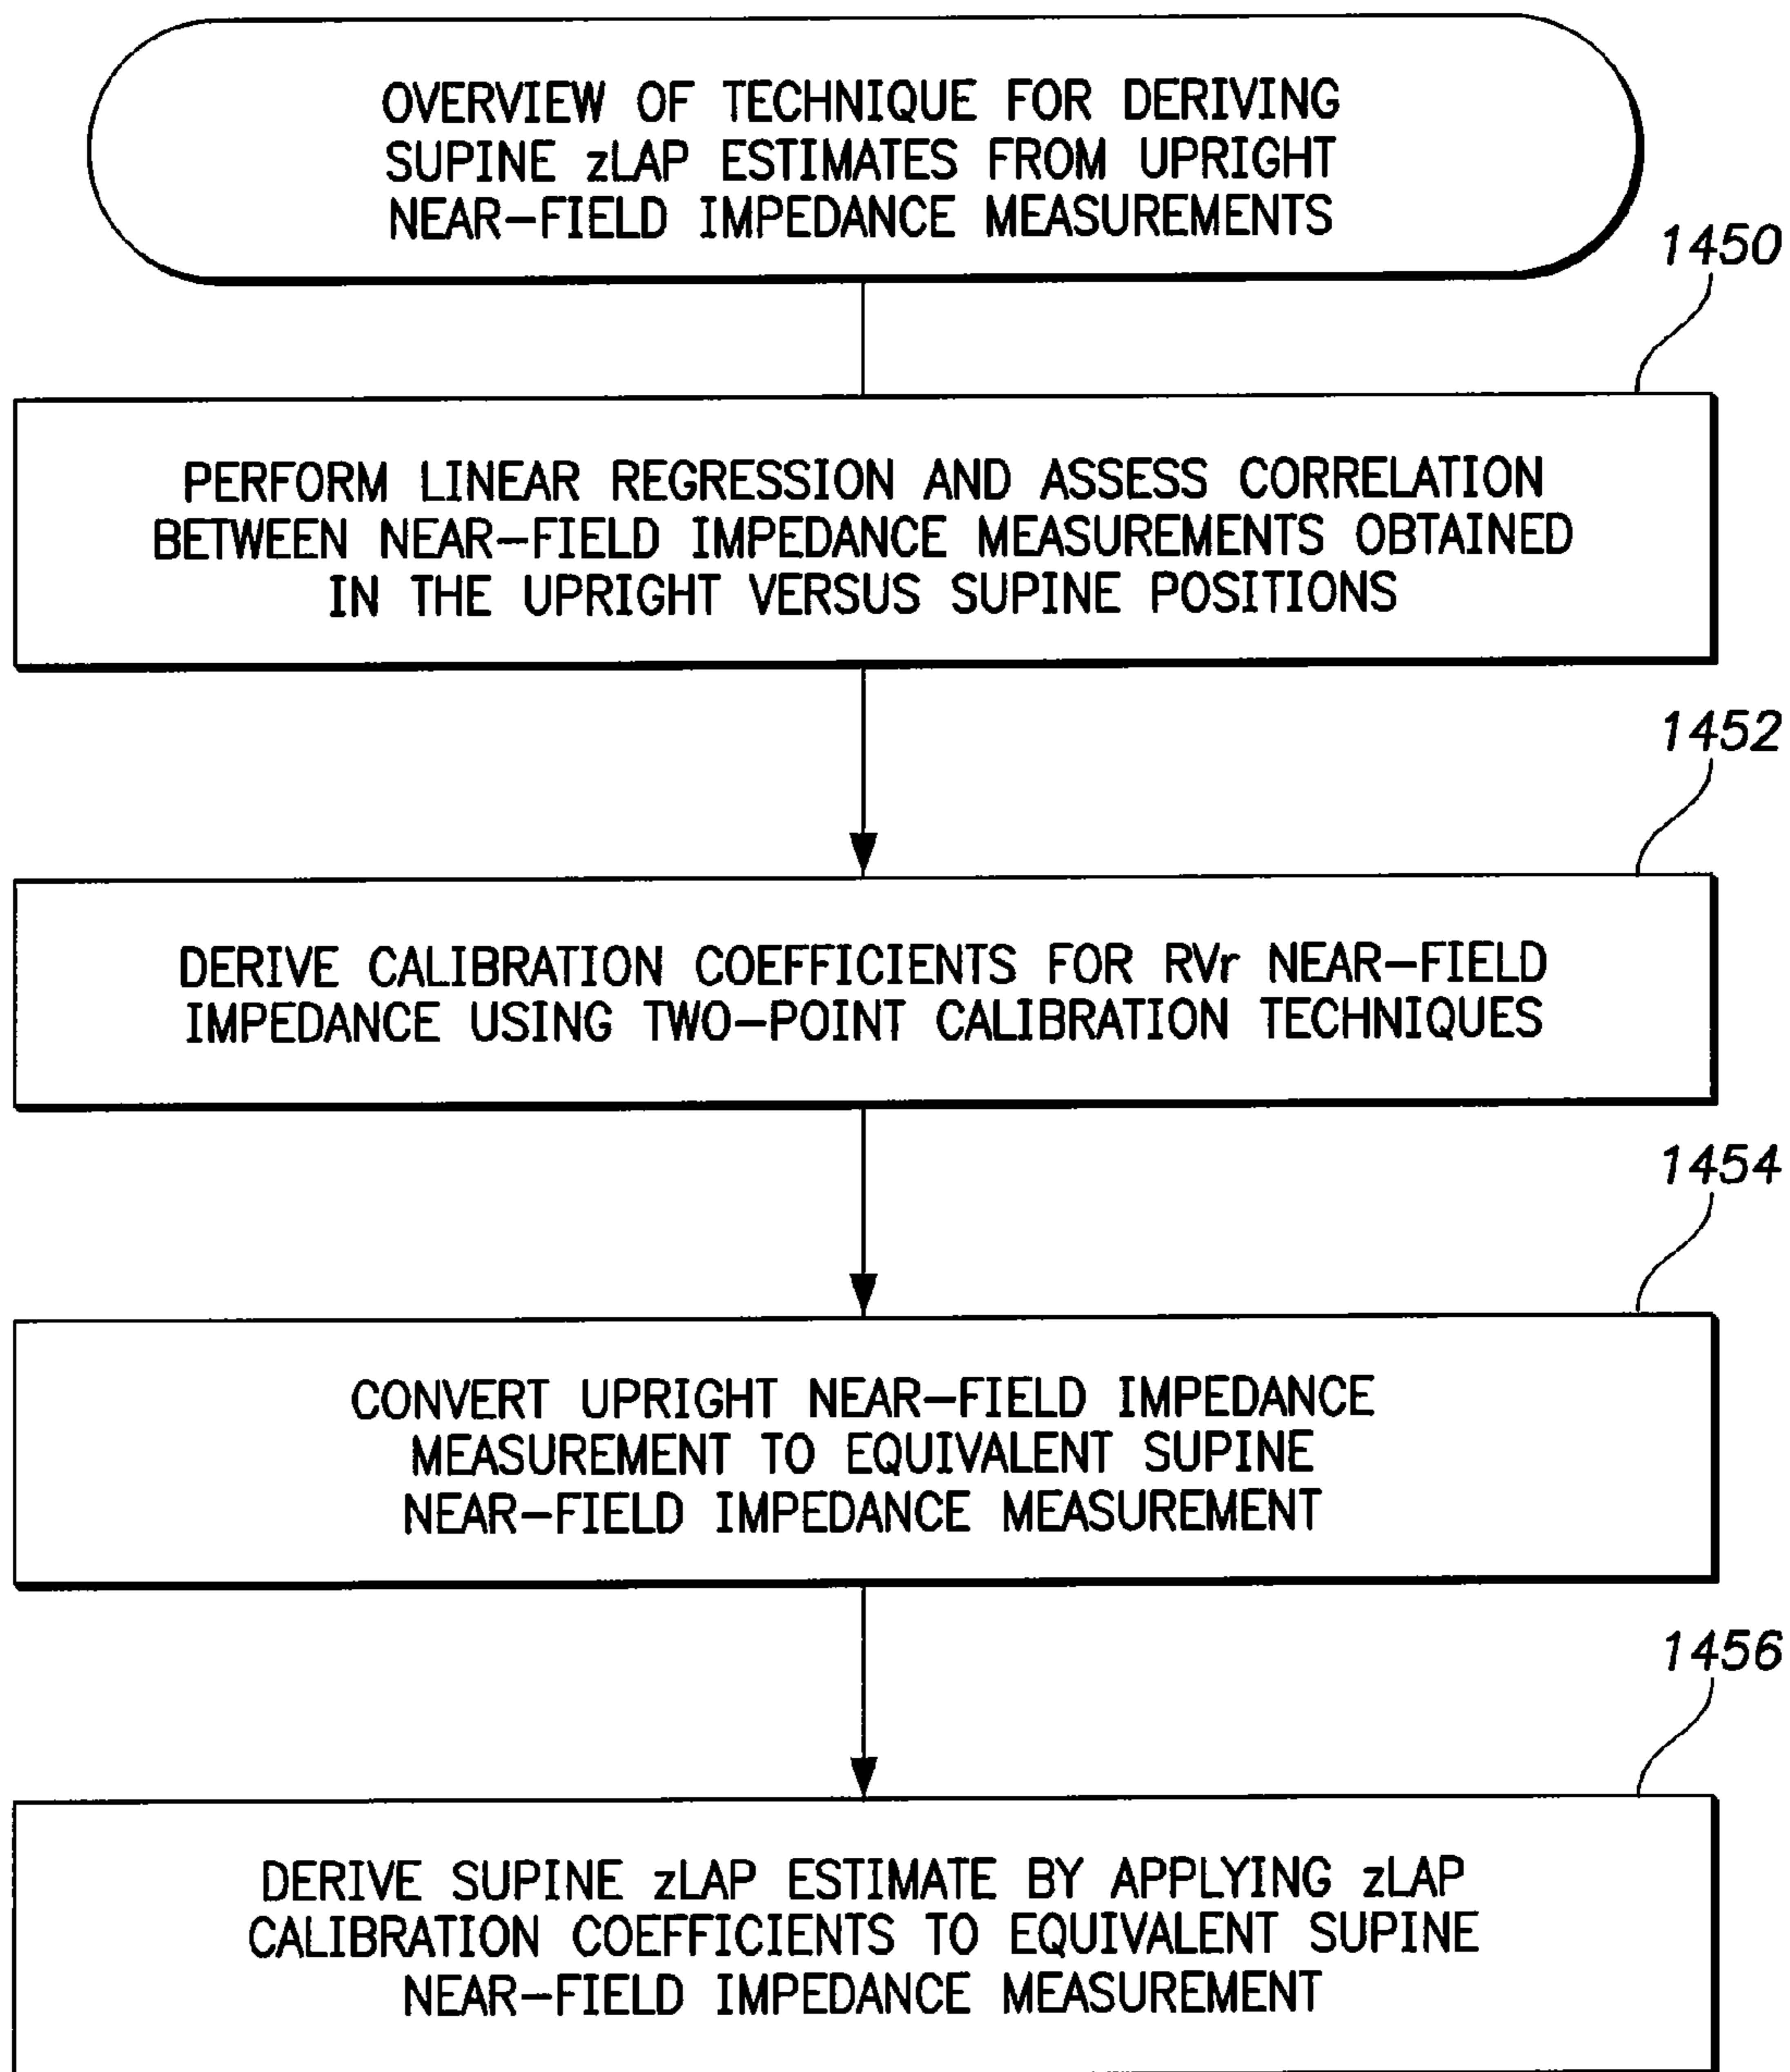 OVERVIEW OF TECHNIQUE FOR DERIVING
SUPINE zLAP ESTIMATES FROM UPRIGHT
NEAR–FIELD IMPEDANCE MEASUREMENTS
1450
PERFORM LINEAR REGRESSION AND ASSESS CORRELATION
BETWEEN NEAR–FIELD IMPEDANCE MEASUREMENTS OBTAINED
IN THE UPRIGHT VERSUS SUPINE POSITIONS
1452
DERIVE CALIBRATION COEFFICIENTS FOR RVr NEAR–FIELD
IMPEDANCE USING TWO–POINT CALIBRATION TECHNIQUES
1454
CONVERT UPRIGHT NEAR–FIELD IMPEDANCE
MEASUREMENT TO EQUIVALENT SUPINE
NEAR–FIELD IMPEDANCE MEASUREMENT
1456
DERIVE SUPINE zLAP ESTIMATE BY APPLYING zLAP
CALIBRATION COEFFICIENTS TO EQUIVALENT SUPINE
NEAR–FIELD IMPEDANCE MEASUREMENT